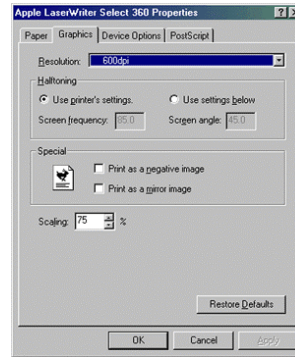 Apple LaserWriter Select 360 Properties
Paper Graphics Device Options PostScript
Resolution: 600dpi
Halftoning
Use printer's settings. Use settings below
Screen frequency: 85.0 Screen angle: 45.0
Special
Print as a negative image
Print as a mirror image
Scaling: 75 %
Restore Defaults
OK Cancel Apply